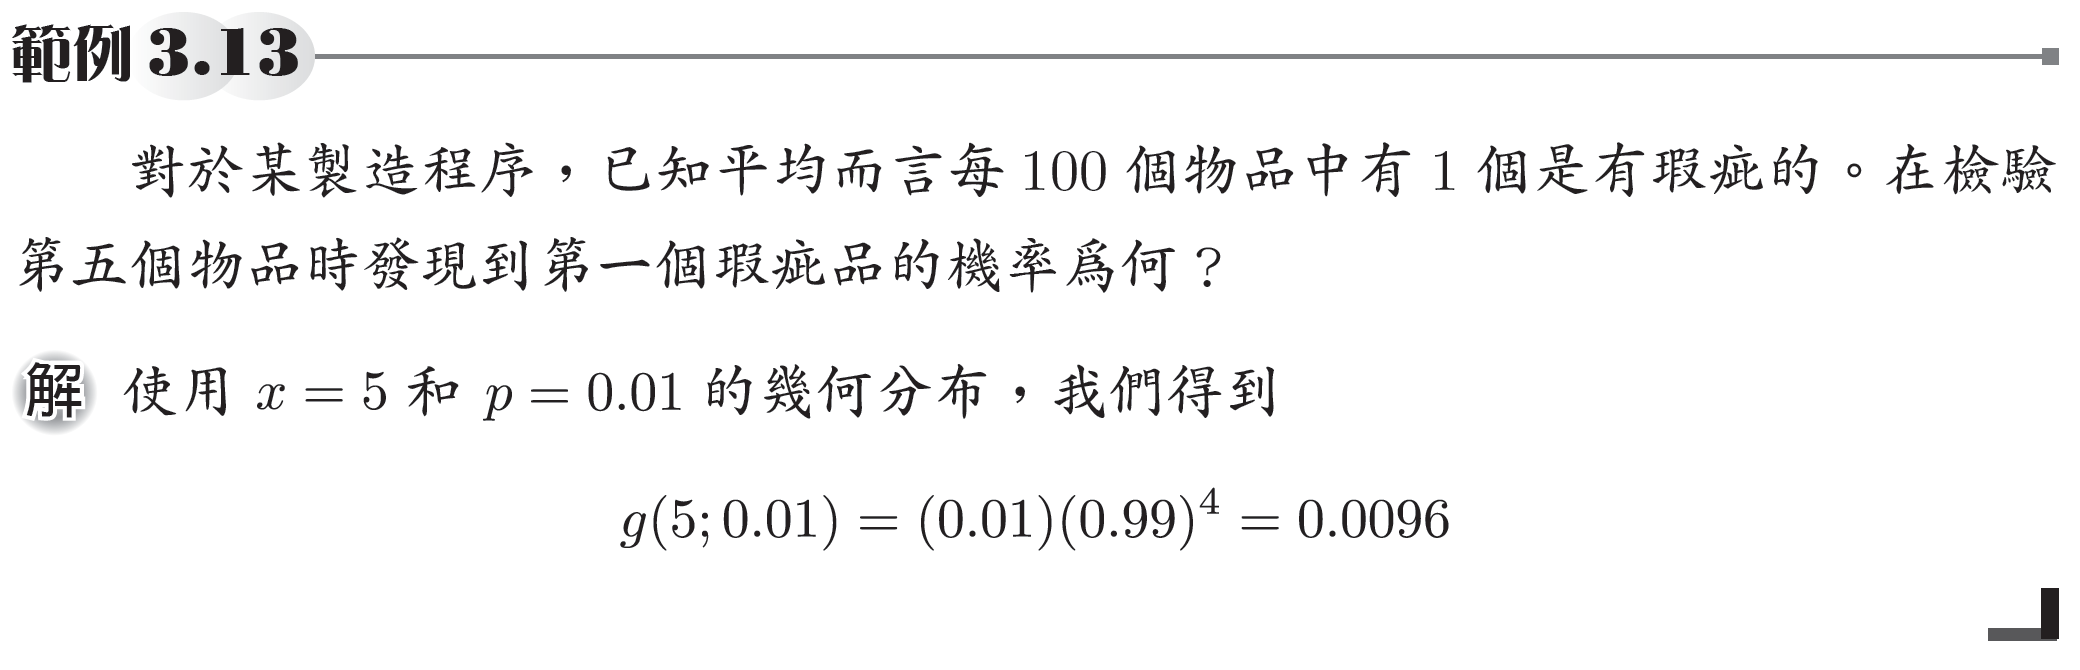 範例 3.13
對於某製造程序，已知平均而言每 100 個物品中有 1 個是有瑕疵的。在檢驗
第五個物品時發現到第一個瑕疵品的機率爲何？
解 使用 x = 5 和 p = 0.01 的幾何分布，我們得到
g(5; 0.01) = (0.01)(0.99)⁴ = 0.0096